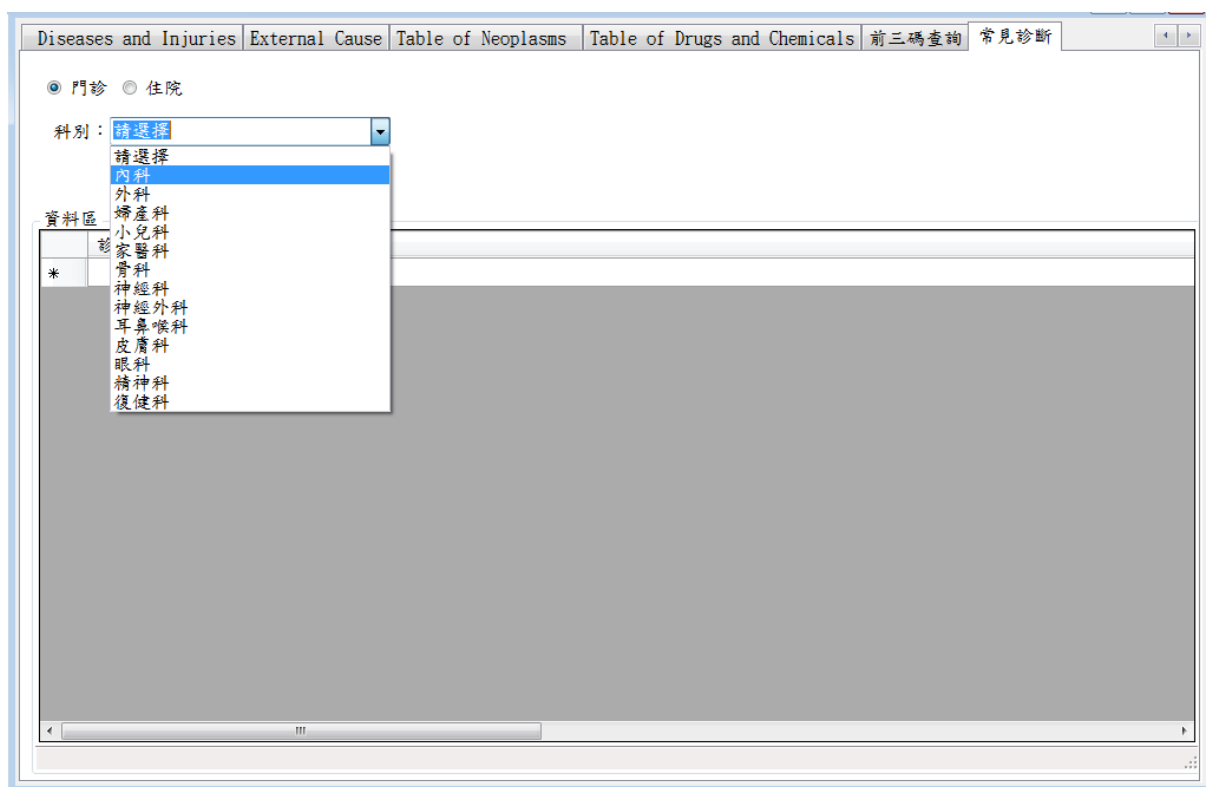 Diseases and Injuries External Cause Table of Neoplasms Table of Drugs and Chemicals 前三碼查詢 常見診斷
門診 住院
科別：請選擇
請選擇
內科
外科
婦產科
小兒科
家醫科
骨科
神經科
神經外科
耳鼻喉科
皮膚科
眼科
精神科
復健科
資料區
*